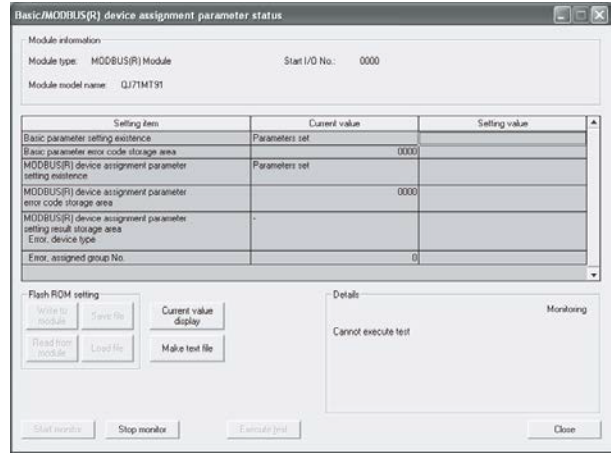 Basic/MODBUS(R) device assignment parameter status
Module information
Module type: MODBUS(R) Module Start I/O No.: 0000
Module model name: QJ71MT91
Setting item Current value Setting value
Basic parameter setting existence Parameters set
Basic parameter error code storage area 0000
MODBUS(R) device assignment parameter Parameters set
setting existence
MODBUS(R) device assignment parameter 0000
error code storage area
MODBUS(R) device assignment parameter -
setting result storage area
Error, device type
Error, assigned group No. 0
Flash ROM setting Details
Write to Save file Current value Monitoring
module display
Cannot execute test
Read from Load file Make text file
module
Start monitor Stop monitor Execute test Close